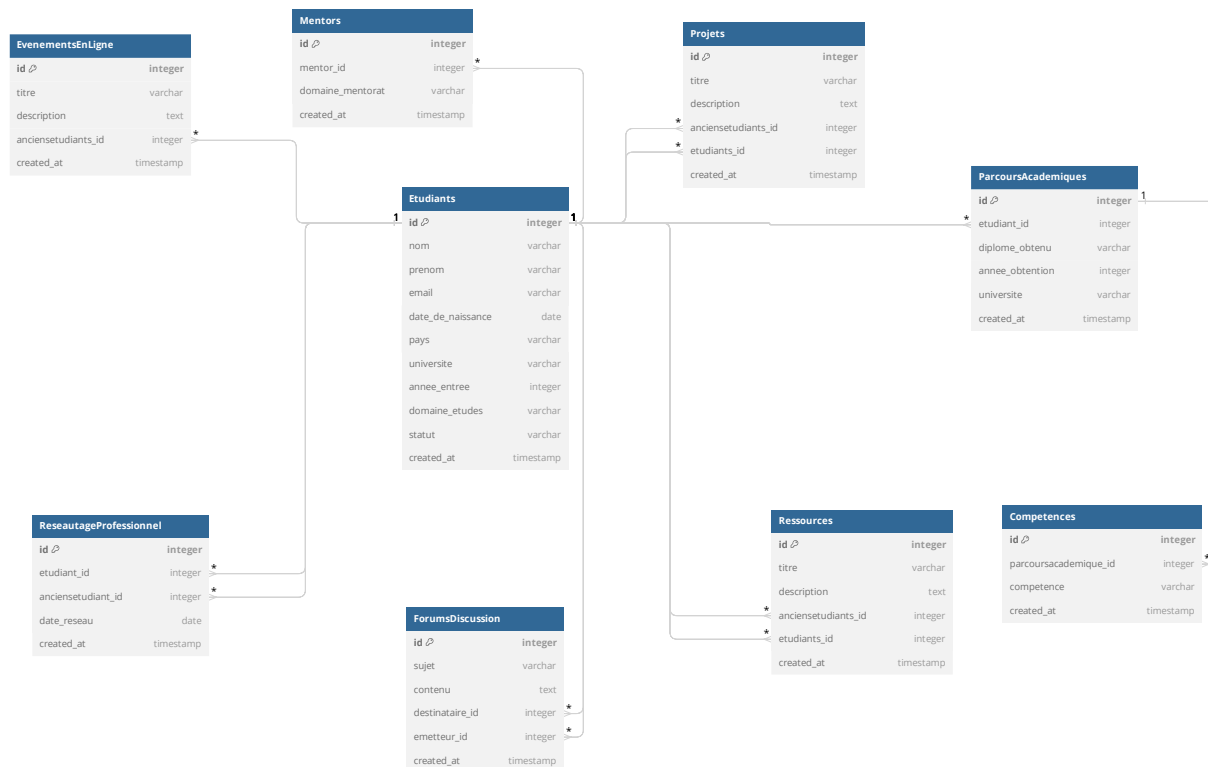 Mentors
id integer
mentor_id integer *
domaine_mentorat varchar
created_at timestamp
EvenementsEnLigne
id integer
titre varchar
description text
anciensetudiants_id integer *
created_at timestamp
Projets
id integer
titre varchar
description text
anciensetudiants_id integer *
etudiants_id integer *
created_at timestamp
ParcoursAcademiques
id integer 1
etudiant_id integer *
diplome_obtenu varchar
annee_obtention integer
universite varchar
created_at timestamp
Etudiants
1 id integer 1
nom varchar
prenom varchar
email varchar
date_de_naissance date
pays varchar
universite varchar
annee_entree integer
domaine_etudes varchar
statut varchar
created_at timestamp
ReseautageProfessionnel
id integer
etudiant_id integer *
anciensetudiant_id integer *
date_reseau date
created_at timestamp
ForumsDiscussion
id integer
sujet varchar
contenu text
destinataire_id integer *
emetteur_id integer *
created_at timestamp
Ressources
id integer
titre varchar
description text
* anciensetudiants_id integer
* etudiants_id integer
created_at timestamp
Competences
id integer
parcoursacademique_id integer *
competence varchar
created_at timestamp